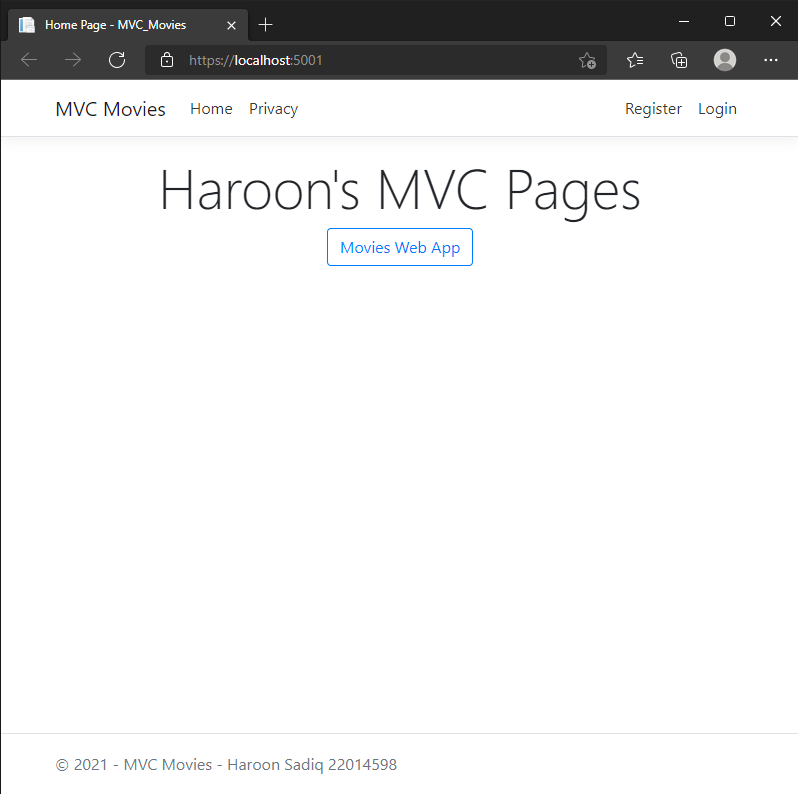 Home Page - MVC_Movies
https://localhost:5001
MVC Movies Home Privacy Register Login
Haroon's MVC Pages
Movies Web App
© 2021 - MVC Movies - Haroon Sadiq 22014598